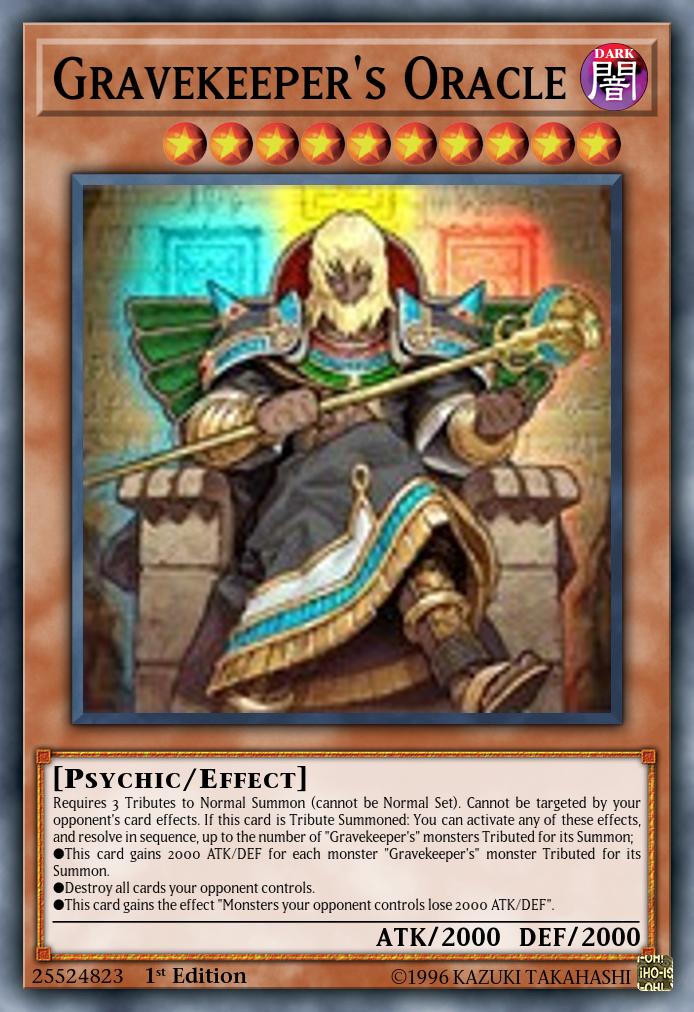 Gravekeeper's Oracle
DARK
闇
[Psychic/Effect]
Requires 3 Tributes to Normal Summon (cannot be Normal Set). Cannot be targeted by your
opponent's card effects. If this card is Tribute Summoned: You can activate any of these effects,
and resolve in sequence, up to the number of "Gravekeeper's" monsters Tributed for its Summon;
●This card gains 2000 ATK/DEF for each monster "Gravekeeper's" monster Tributed for its
Summon.
●Destroy all cards your opponent controls.
●This card gains the effect "Monsters your opponent controls lose 2000 ATK/DEF".
ATK/2000 DEF/2000
25524823 1st Edition ©1996 KAZUKI TAKAHASHI